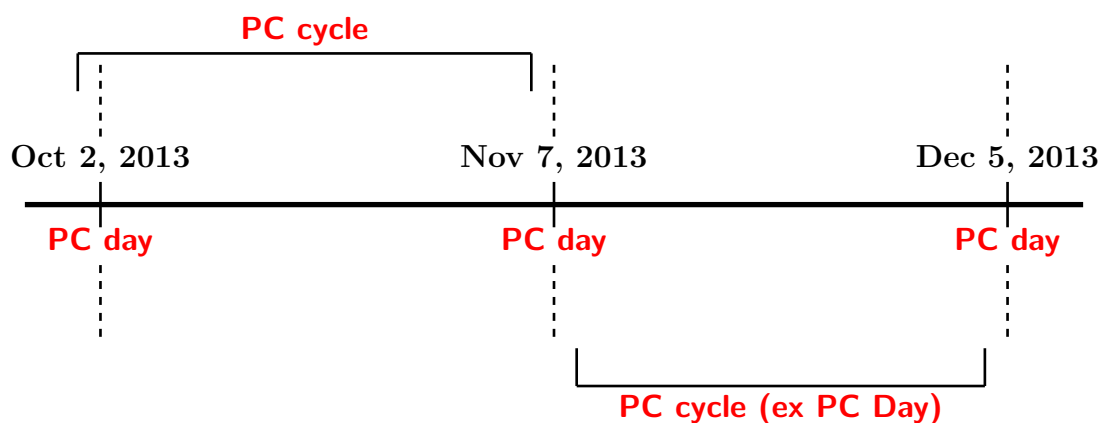 PC cycle
Oct 2, 2013 Nov 7, 2013 Dec 5, 2013
PC day PC day PC day
PC cycle (ex PC Day)